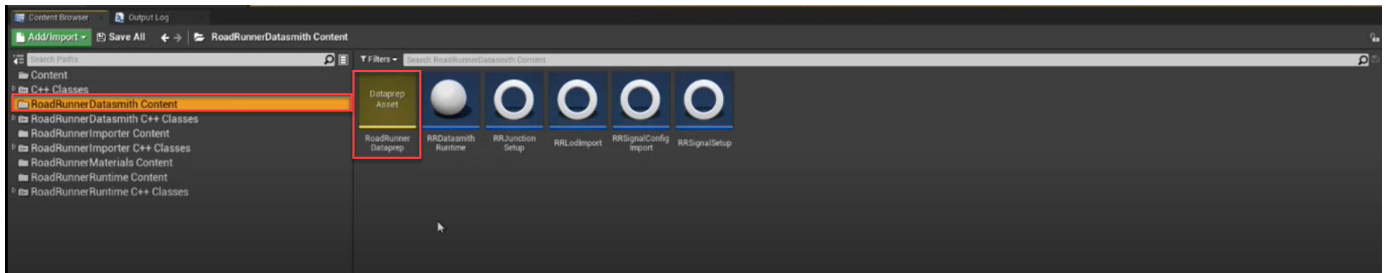 Content Browser
Output Log
Add/Import
Save All
RoadRunnerDatasmith Content
Search Paths
Filters
Search RoadRunnerDatasmith Content
Content
C++ Classes
RoadRunnerDatasmith Content
RoadRunnerDatasmith C++ Classes
RoadRunnerImporter Content
RoadRunnerImporter C++ Classes
RoadRunnerMaterials Content
RoadRunnerRuntime Content
RoadRunnerRuntime C++ Classes
Dataprep
Asset
RoadRunner
Dataprep
RRDatasmith
Runtime
RRJunction
Setup
RRLodImport
RRSignalConfig
Import
RRSignalSetup